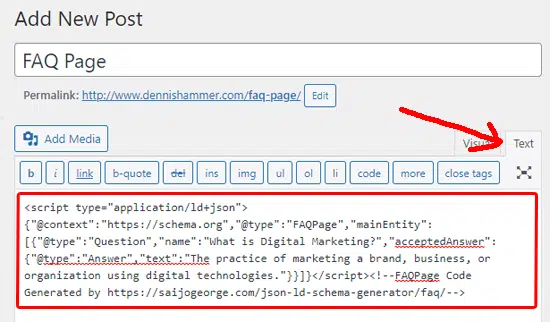 Add New Post
FAQ Page
Permalink: http://www.dennishammer.com/faq-page/ Edit
Add Media
Visual Text
b i link b-quote del ins img ul ol li code more close tags
<script type="application/ld+json">
{"@context":"https://schema.org","@type":"FAQPage","mainEntity":
[{"@type":"Question","name":"What is Digital Marketing?","acceptedAnswer":
{"@type":"Answer","text":"The practice of marketing a brand, business, or
organization using digital technologies."}}]}</script><!--FAQPage Code
Generated by https://saijogeorge.com/json-ld-schema-generator/faq/-->